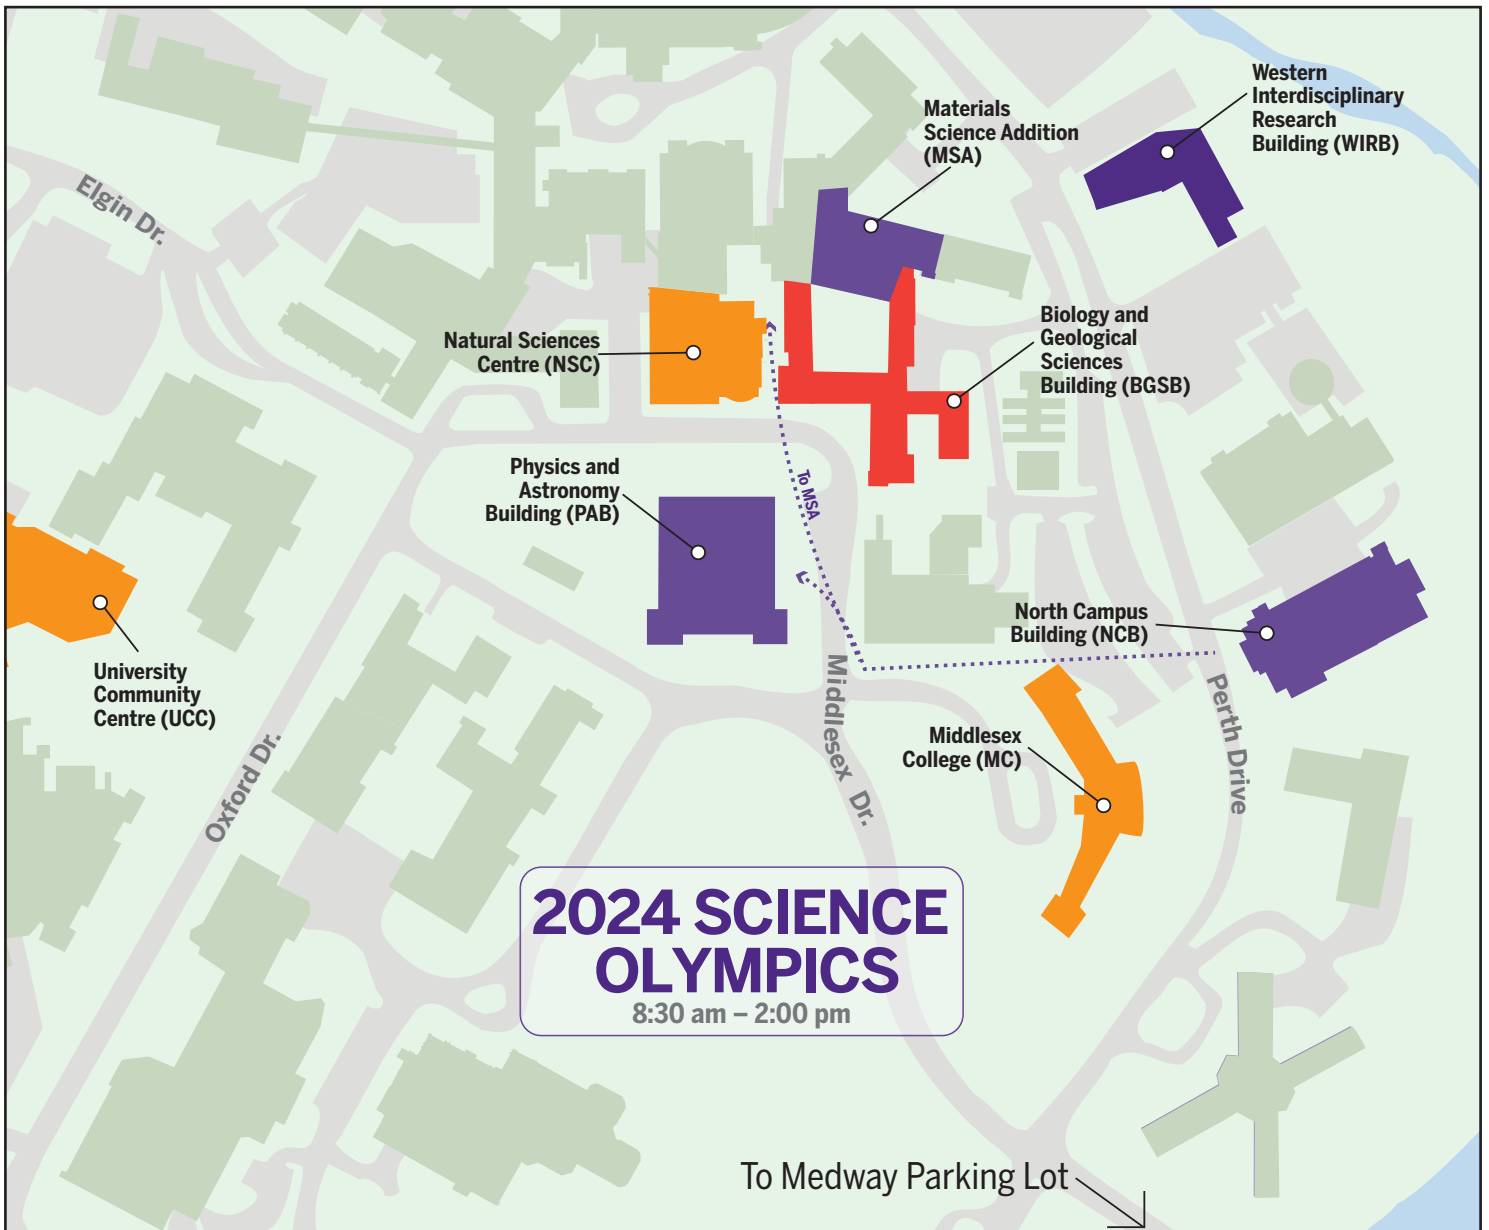 Western
Interdisciplinary
Research
Building (WIRB)
Materials
Science Addition
(MSA)
Elgin Dr.
Biology and
Geological
Sciences
Building (BGSB)
Natural Sciences
Centre (NSC)
Physics and
Astronomy
Building (PAB)
To MSA
North Campus
Building (NCB)
University
Community
Centre (UCC)
Middlesex Dr.
Perth Drive
Middlesex
College (MC)
Oxford Dr.
2024 SCIENCE
OLYMPICS
8:30 am – 2:00 pm
To Medway Parking Lot